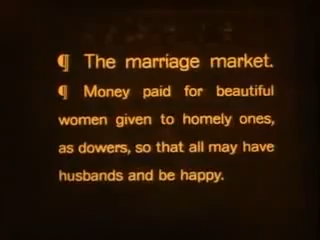 ¶ The marriage market.
¶ Money paid for beautiful
women given to homely ones,
as dowers, so that all may have
husbands and be happy.